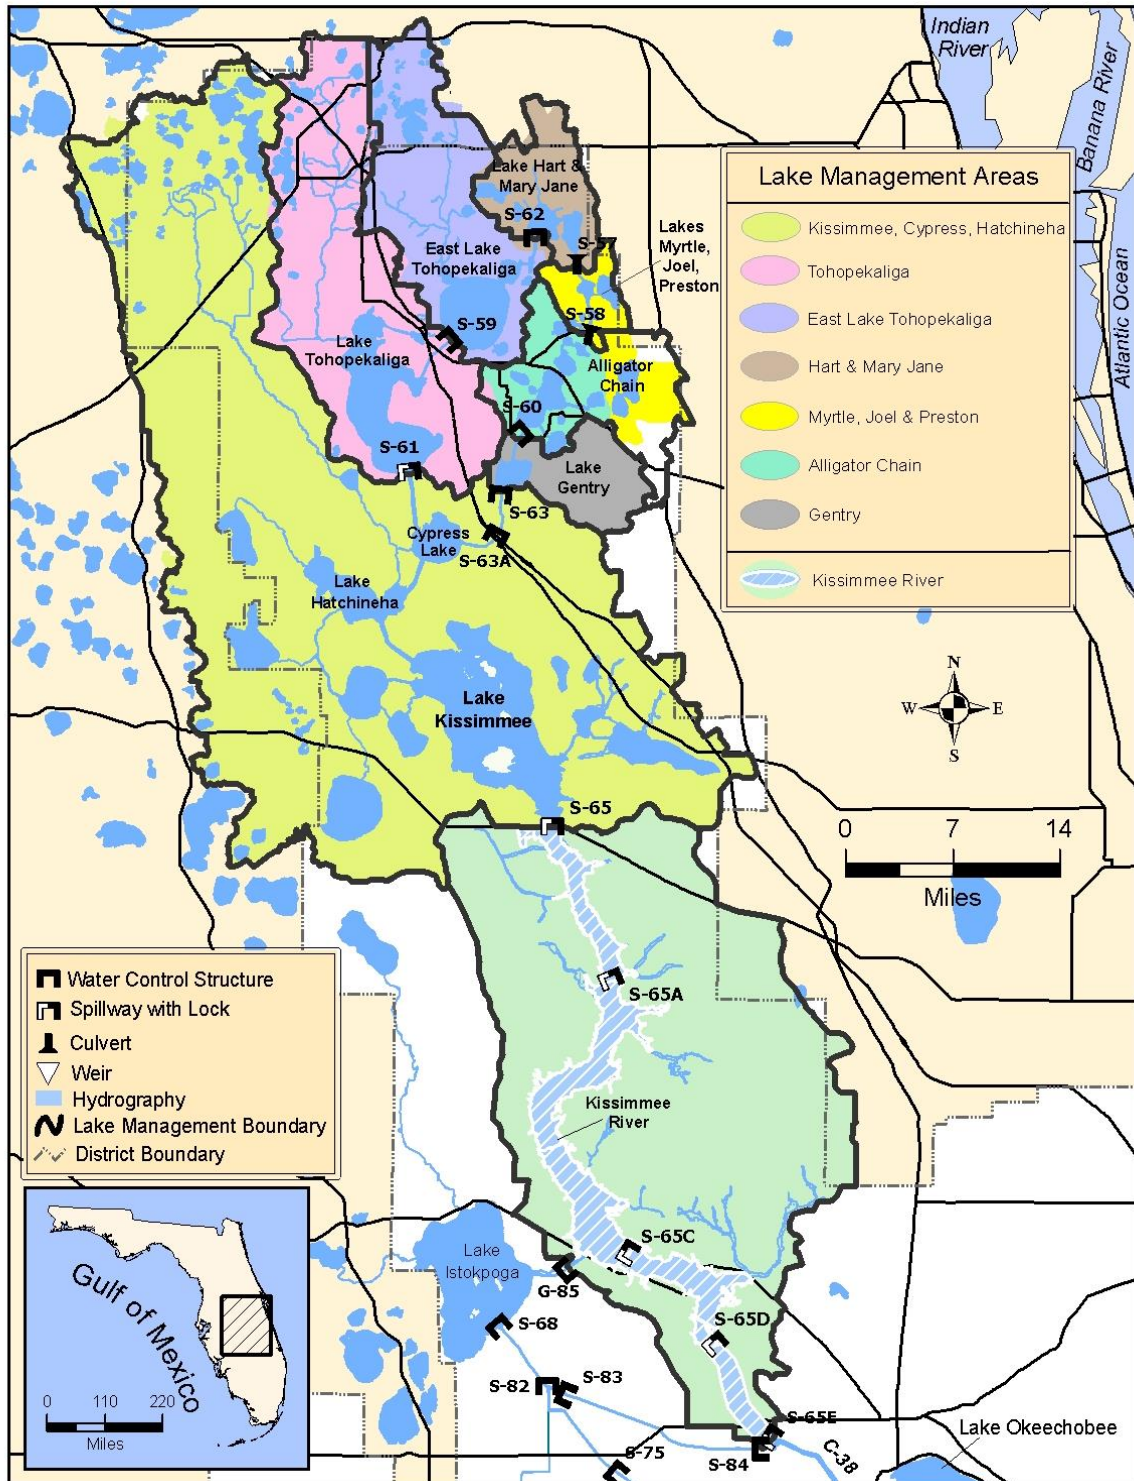 Indian
River
Banana River
Atlantic Ocean
Lake Management Areas
Kissimmee, Cypress, Hatchineha
Tohopekaliga
East Lake Tohopekaliga
Hart & Mary Jane
Myrtle, Joel & Preston
Alligator Chain
Gentry
Kissimmee River
Lake Hart &
Mary Jane
S-62
S-57
Lakes
Myrtle,
Joel,
Preston
East Lake
Tohopekaliga
S-59
S-58
Lake
Tohopekaliga
Alligator
Chain
S-60
S-61
Lake
Gentry
S-63
Cypress
Lake
S-63A
Lake
Hatchineha
Lake
Kissimmee
N
W
E
S
S-65
0
7
14
Miles
Water Control Structure
Spillway with Lock
Culvert
Weir
Hydrography
Lake Management Boundary
District Boundary
S-65A
Kissimmee
River
S-65C
Lake
Istokpoga
G-85
S-68
S-65D
S-82
S-83
S-65E
S-84
S-75
C-38
Lake Okeechobee
Gulf of Mexico
0
110
220
Miles